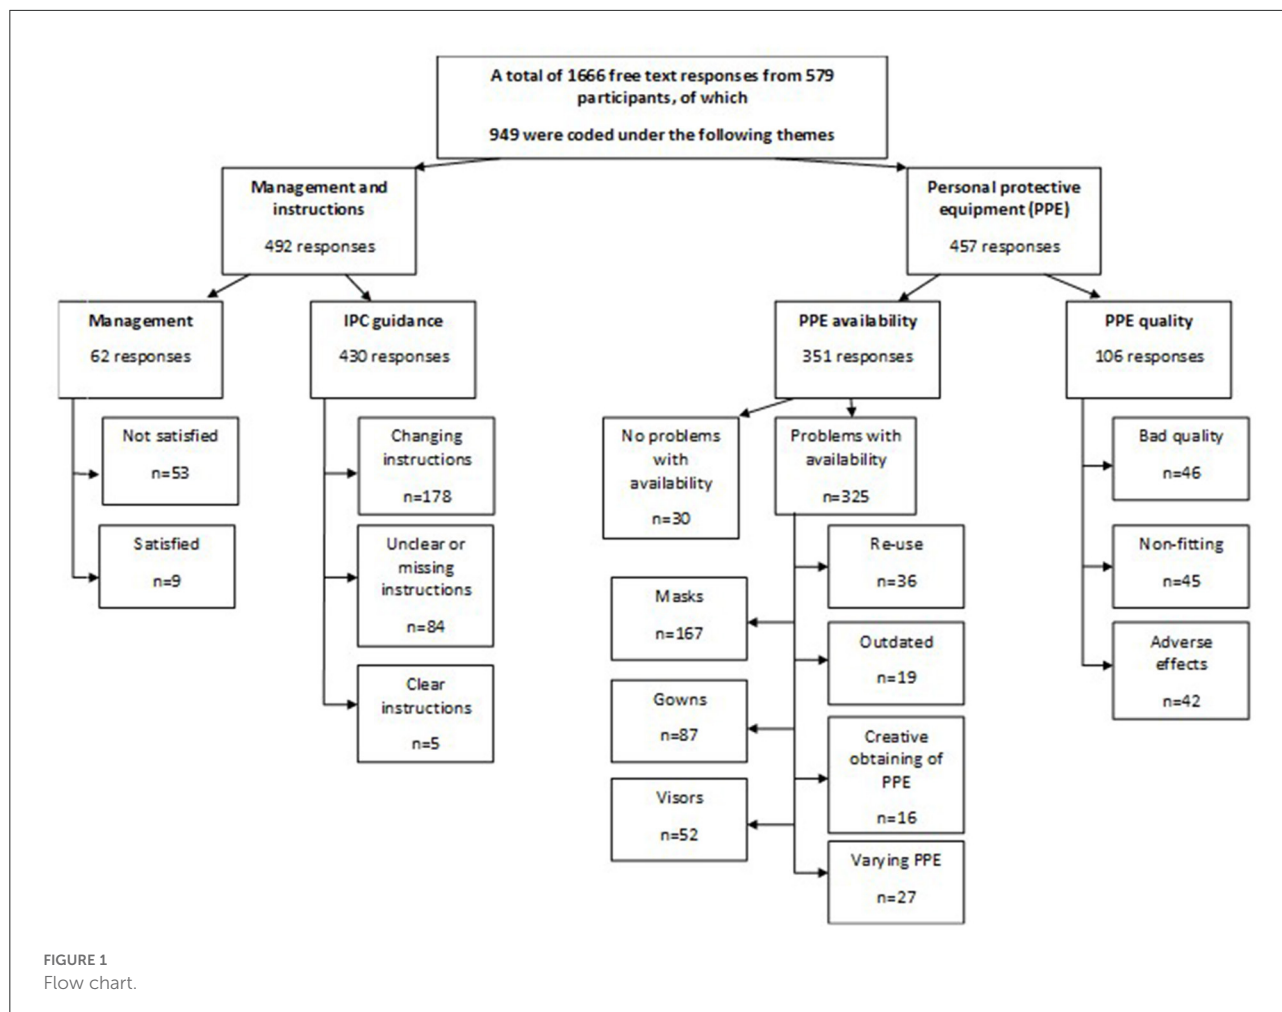 A total of 1666 free text responses from 579
participants, of which
949 were coded under the following themes
Management and
instructions
492 responses
Personal protective
equipment (PPE)
457 responses
Management
62 responses
IPC guidance
430 responses
PPE availability
351 responses
PPE quality
106 responses
Not satisfied
n=53
Satisfied
n=9
Changing
instructions
n=178
Unclear or
missing
instructions
n=84
Clear
instructions
n=5
No problems
with
availability
n=30
Problems with
availability
n=325
Masks
n=167
Gowns
n=87
Visors
n=52
Re-use
n=36
Outdated
n=19
Creative
obtaining of
PPE
n=16
Varying PPE
n=27
Bad quality
n=46
Non-fitting
n=45
Adverse
effects
n=42
FIGURE 1
Flow chart.